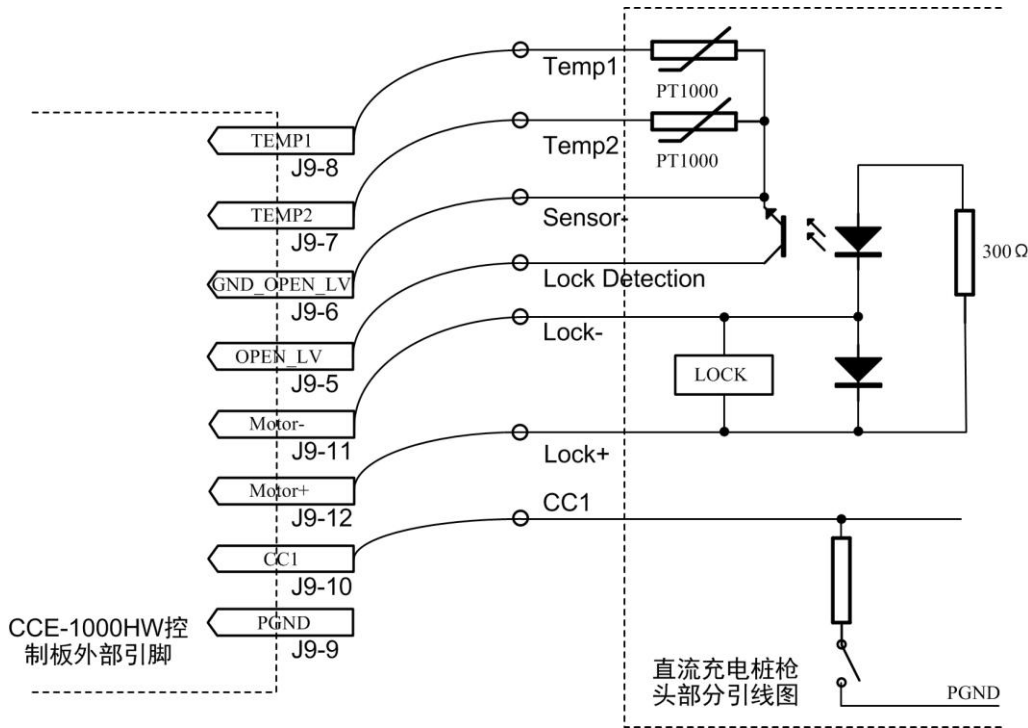 TEMP1
J9-8
TEMP2
J9-7
GND_OPEN_LV
J9-6
OPEN_LV
J9-5
Motor-
J9-11
Motor+
J9-12
CC1
J9-10
PGND
J9-9
CCE-1000HW控
制板外部引脚
Temp1
Temp2
Sensor-
Lock Detection
Lock-
Lock+
CC1
PT1000
PT1000
LOCK
300Ω
直流充电桩枪
头部分引线图
PGND